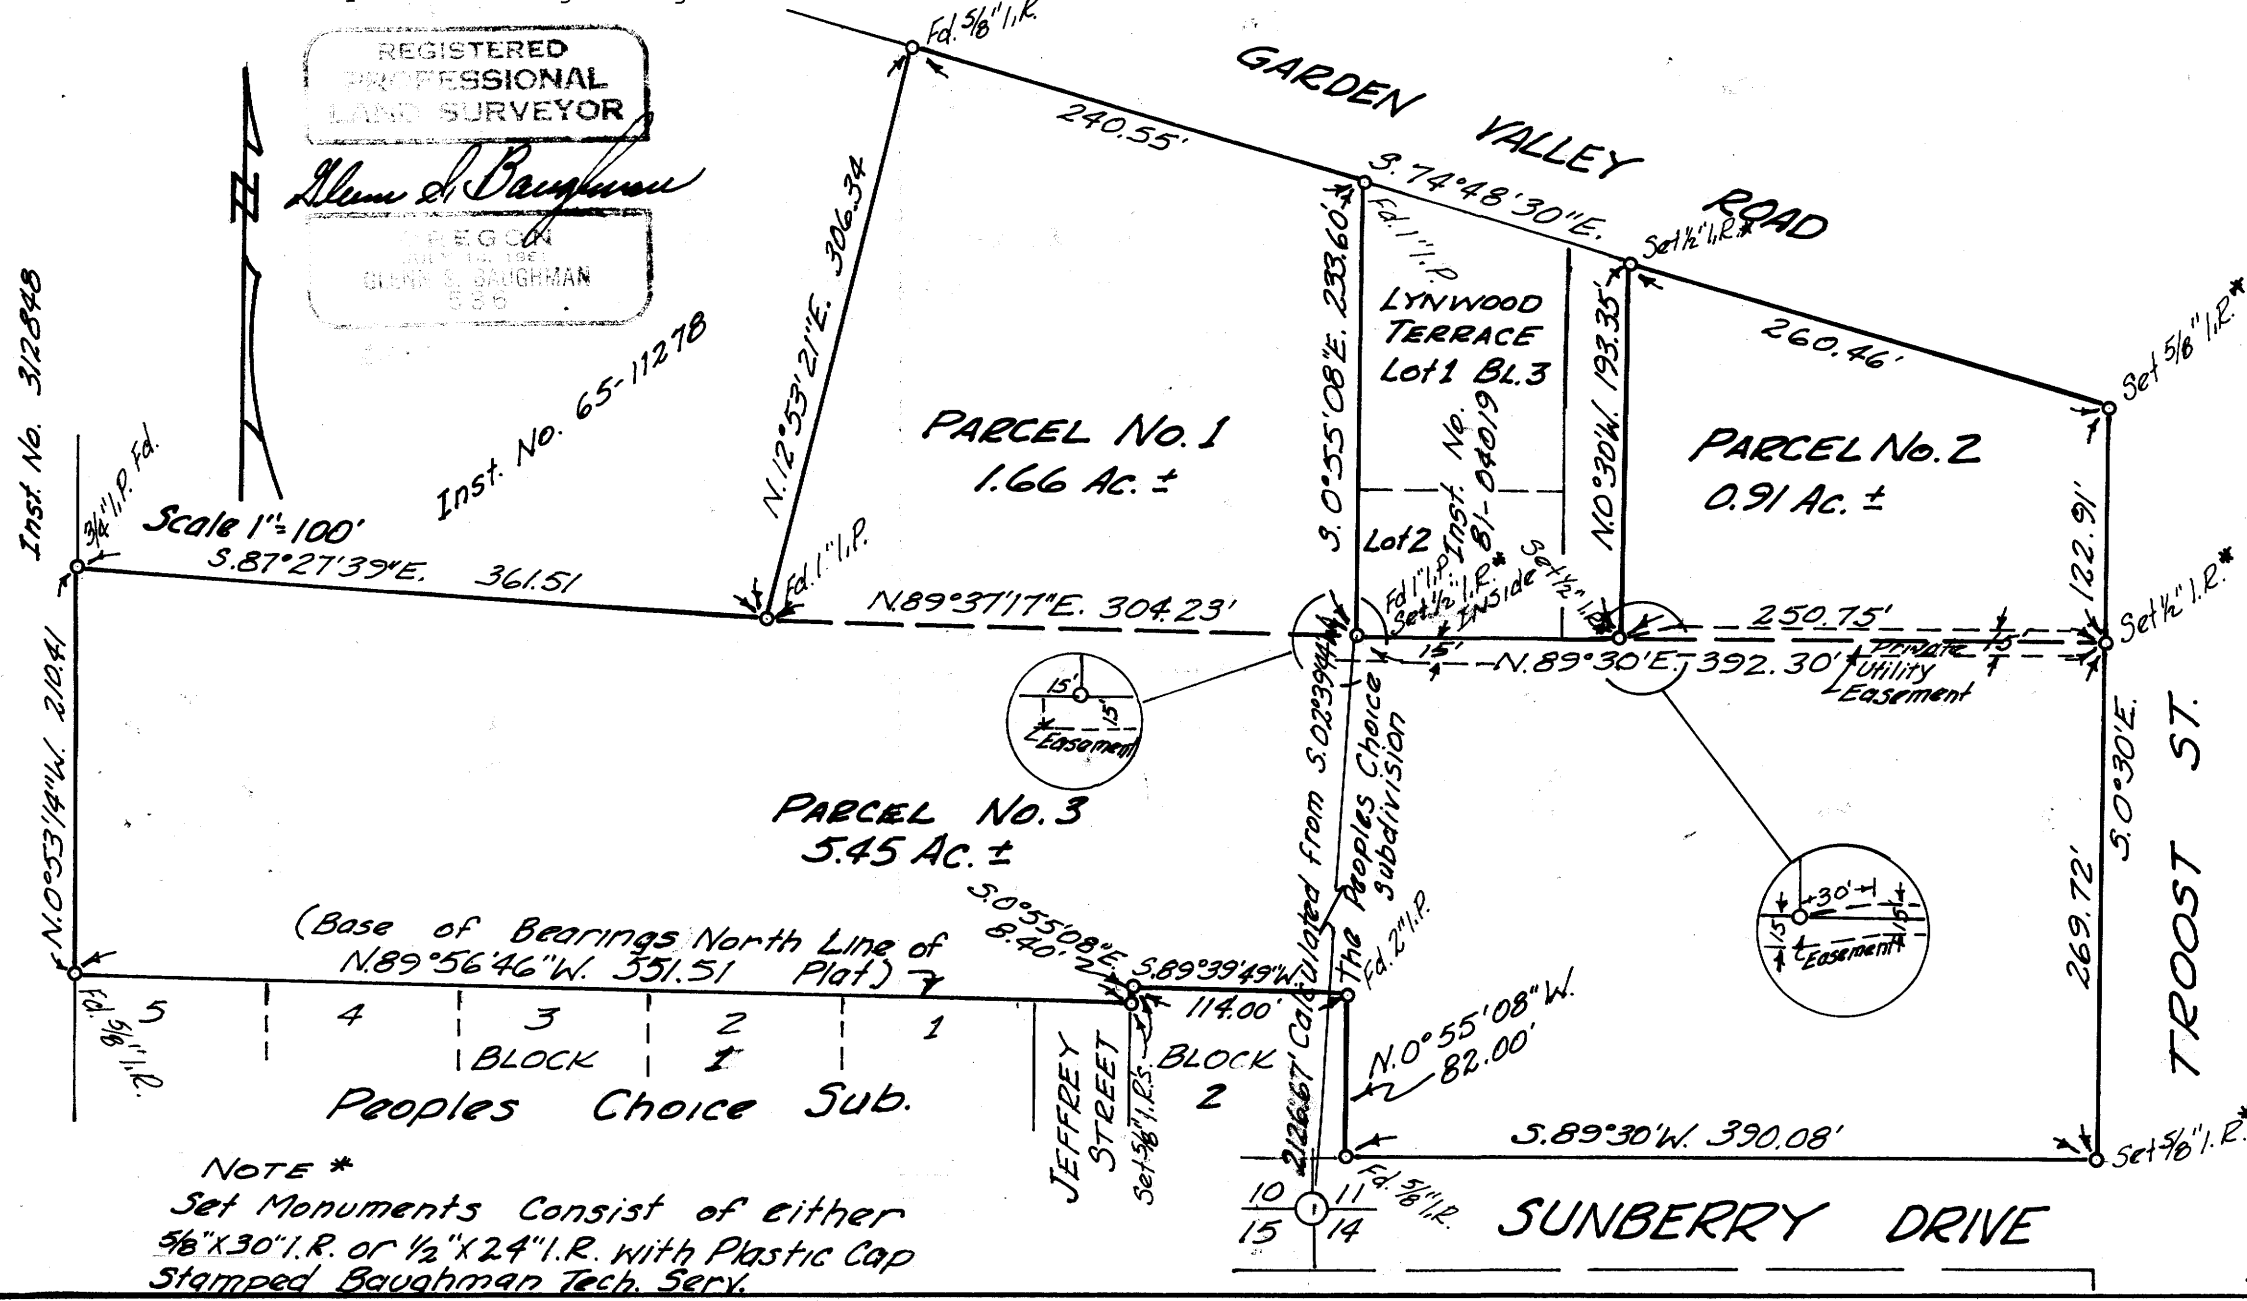 REGISTERED
PROFESSIONAL
LAND SURVEYOR
OREGON
GLENN
BAUGHMAN
Fd. 5/8" I.R.
GARDEN VALLEY ROAD
240.55'
S.74°48'30"E.
Set 1/2" I.R.*
Fd. 1" I.P.
260.46'
Set 5/8" I.R.*
Inst. No. 312848
Inst. No. 65-11278
N.12°53'21"E. 306.34
S.0°55'08"E. 233.60'
LYNWOOD
TERRACE
Lot 1 BL.3
Inst. No.
81-04019
Lot 2
N.0°30'W. 193.35'
PARCEL No. 1
1.66 Ac. ±
PARCEL No. 2
0.91 Ac. ±
122.91'
3/4" I.P. Fd.
Scale 1"=100'
S.87°27'39"E. 361.51
Fd. 1" I.P.
N.89°37'17"E. 304.23'
Fd 1" I.P.
Set 1/2" I.R.*
INside
Set 1/2" I.R.*
250.75'
15'
15'
N.89°30'E. 392.30'
Private
Utility
Easement
Set 1/2" I.R.*
15'
15'
Easement
N.0°53'14"W. 210.41
PARCEL No. 3
5.45 Ac. ±
2126.67' Calculated from
The Peoples Choice
Subdivision
S.0°30'E.
269.72'
TROOST ST.
30'
15'
15'
Easement
(Base of Bearings North Line of
N.89°56'46"W. 551.51 Plat)
S.0°55'08"E.
8.40'
S.89°39'49"W.
114.00'
Fd. 2" I.P.
N.0°55'08"W.
82.00'
Fd. 5/8" I.R.
5 4 3 2 1
BLOCK 1
Peoples Choice Sub.
JEFFREY
STREET
Set 5/8" I.R.s.
BLOCK
2
S.89°30'W. 390.08'
Set 5/8" I.R.*
Fd. 5/8" I.R.
10 11
1
15 14
SUNBERRY DRIVE
NOTE *
Set Monuments Consist of either
5/8"X30" I.R. or 1/2"X24" I.R. with Plastic Cap
Stamped Baughman Tech. Serv.